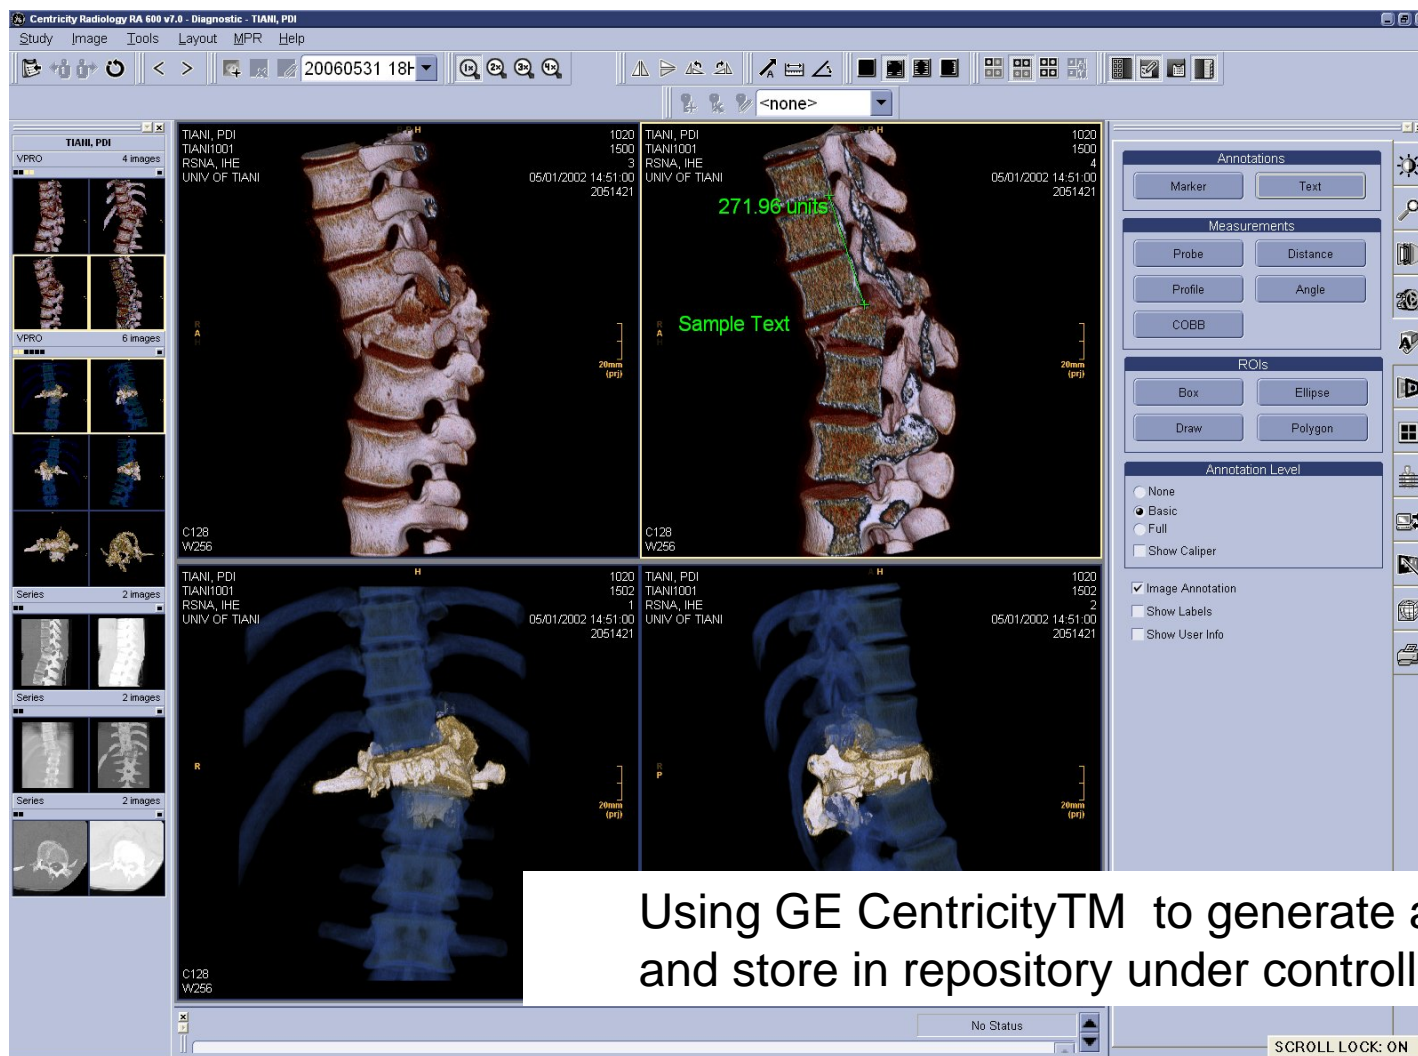 Centricity Radiology RA 600 v7.0 - Diagnostic - TIANI, PDI
Study Image Tools Layout MPR Help
20060531 18H
1x 2x 3x 4x
<none>
TIANI, PDI
VPRO 4 images
VPRO 6 images
Series 2 images
Series 2 images
Series 2 images
TIANI, PDI
TIANI1001
RSNA, IHE
UNIV OF TIANI
H
1020
1500
3
05/01/2002 14:51:00
2051421
R
A
H
20mm
(prj)
C128
W256
TIANI, PDI
TIANI1001
RSNA, IHE
UNIV OF TIANI
H
1020
1500
4
05/01/2002 14:51:00
2051421
271.96 units
Sample Text
A
20mm
(prj)
C128
W256
TIANI, PDI
TIANI1001
RSNA, IHE
UNIV OF TIANI
H
1020
1502
1
05/01/2002 14:51:00
2051421
R
20mm
(prj)
C128
W256
TIANI, PDI
TIANI1001
RSNA, IHE
UNIV OF TIANI
H
1020
1502
2
05/01/2002 14:51:00
2051421
R
P
20mm
(prj)
Annotations
Marker Text
Measurements
Probe Distance
Profile Angle
COBB
ROIs
Box Ellipse
Draw Polygon
Annotation Level
None
Basic
Full
Show Caliper
Image Annotation
Show Labels
Show User Info
Using GE CentricityTM to generate a
and store in repository under controll
No Status
SCROLL LOCK: ON